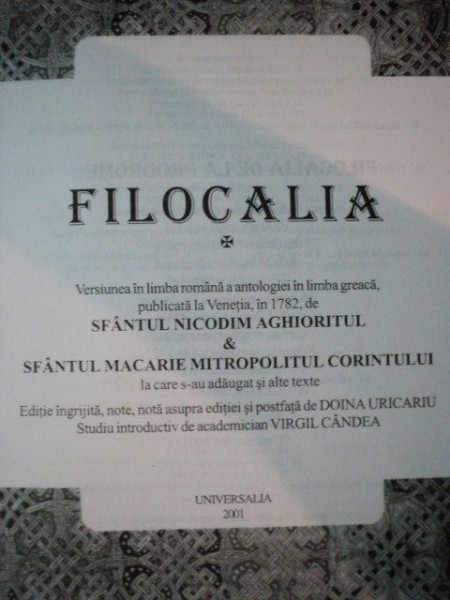 FILOCALIA
Versiunea în limba română a antologiei în limba greacă,
publicată la Veneția, în 1782, de
SFÂNTUL NICODIM AGHIORITUL
&
SFÂNTUL MACARIE MITROPOLITUL CORINTULUI
la care s-au adăugat și alte texte
Ediție îngrijită, note, notă asupra ediției și postfață de DOINA URICARIU
Studiu introductiv de academician VIRGIL CÂNDEA
UNIVERSALIA
2001